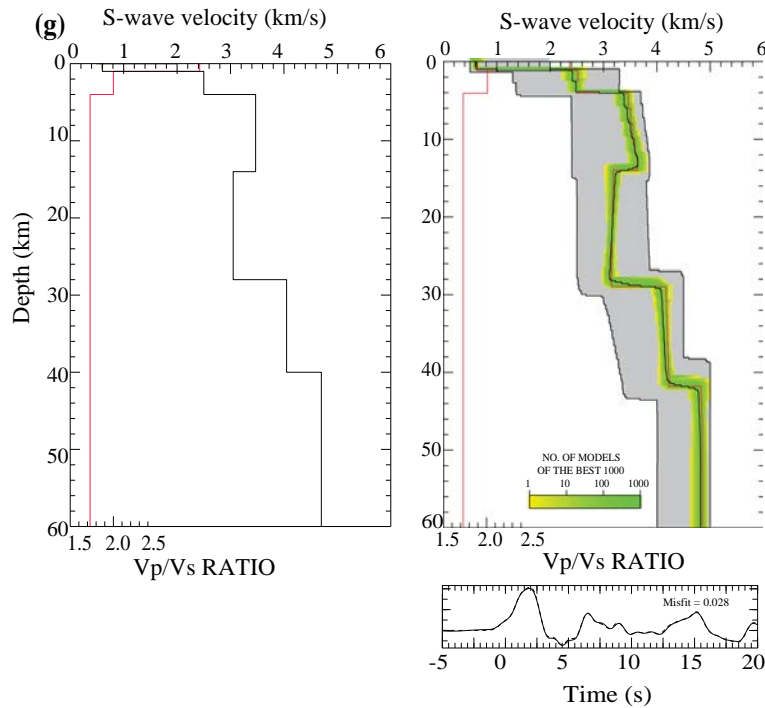 (g)
S-wave velocity (km/s)
0 1 2 3 4 5 6
0
10
20
30
40
50
60
Depth (km)
1.5 2.0 2.5
Vp/Vs RATIO
S-wave velocity (km/s)
0 1 2 3 4 5 6
0
10
20
30
40
50
60
NO. OF MODELS
OF THE BEST 1000
1 10 100 1000
1.5 2.0 2.5
Vp/Vs RATIO
Misfit = 0.028
-5 0 5 10 15 20
Time (s)